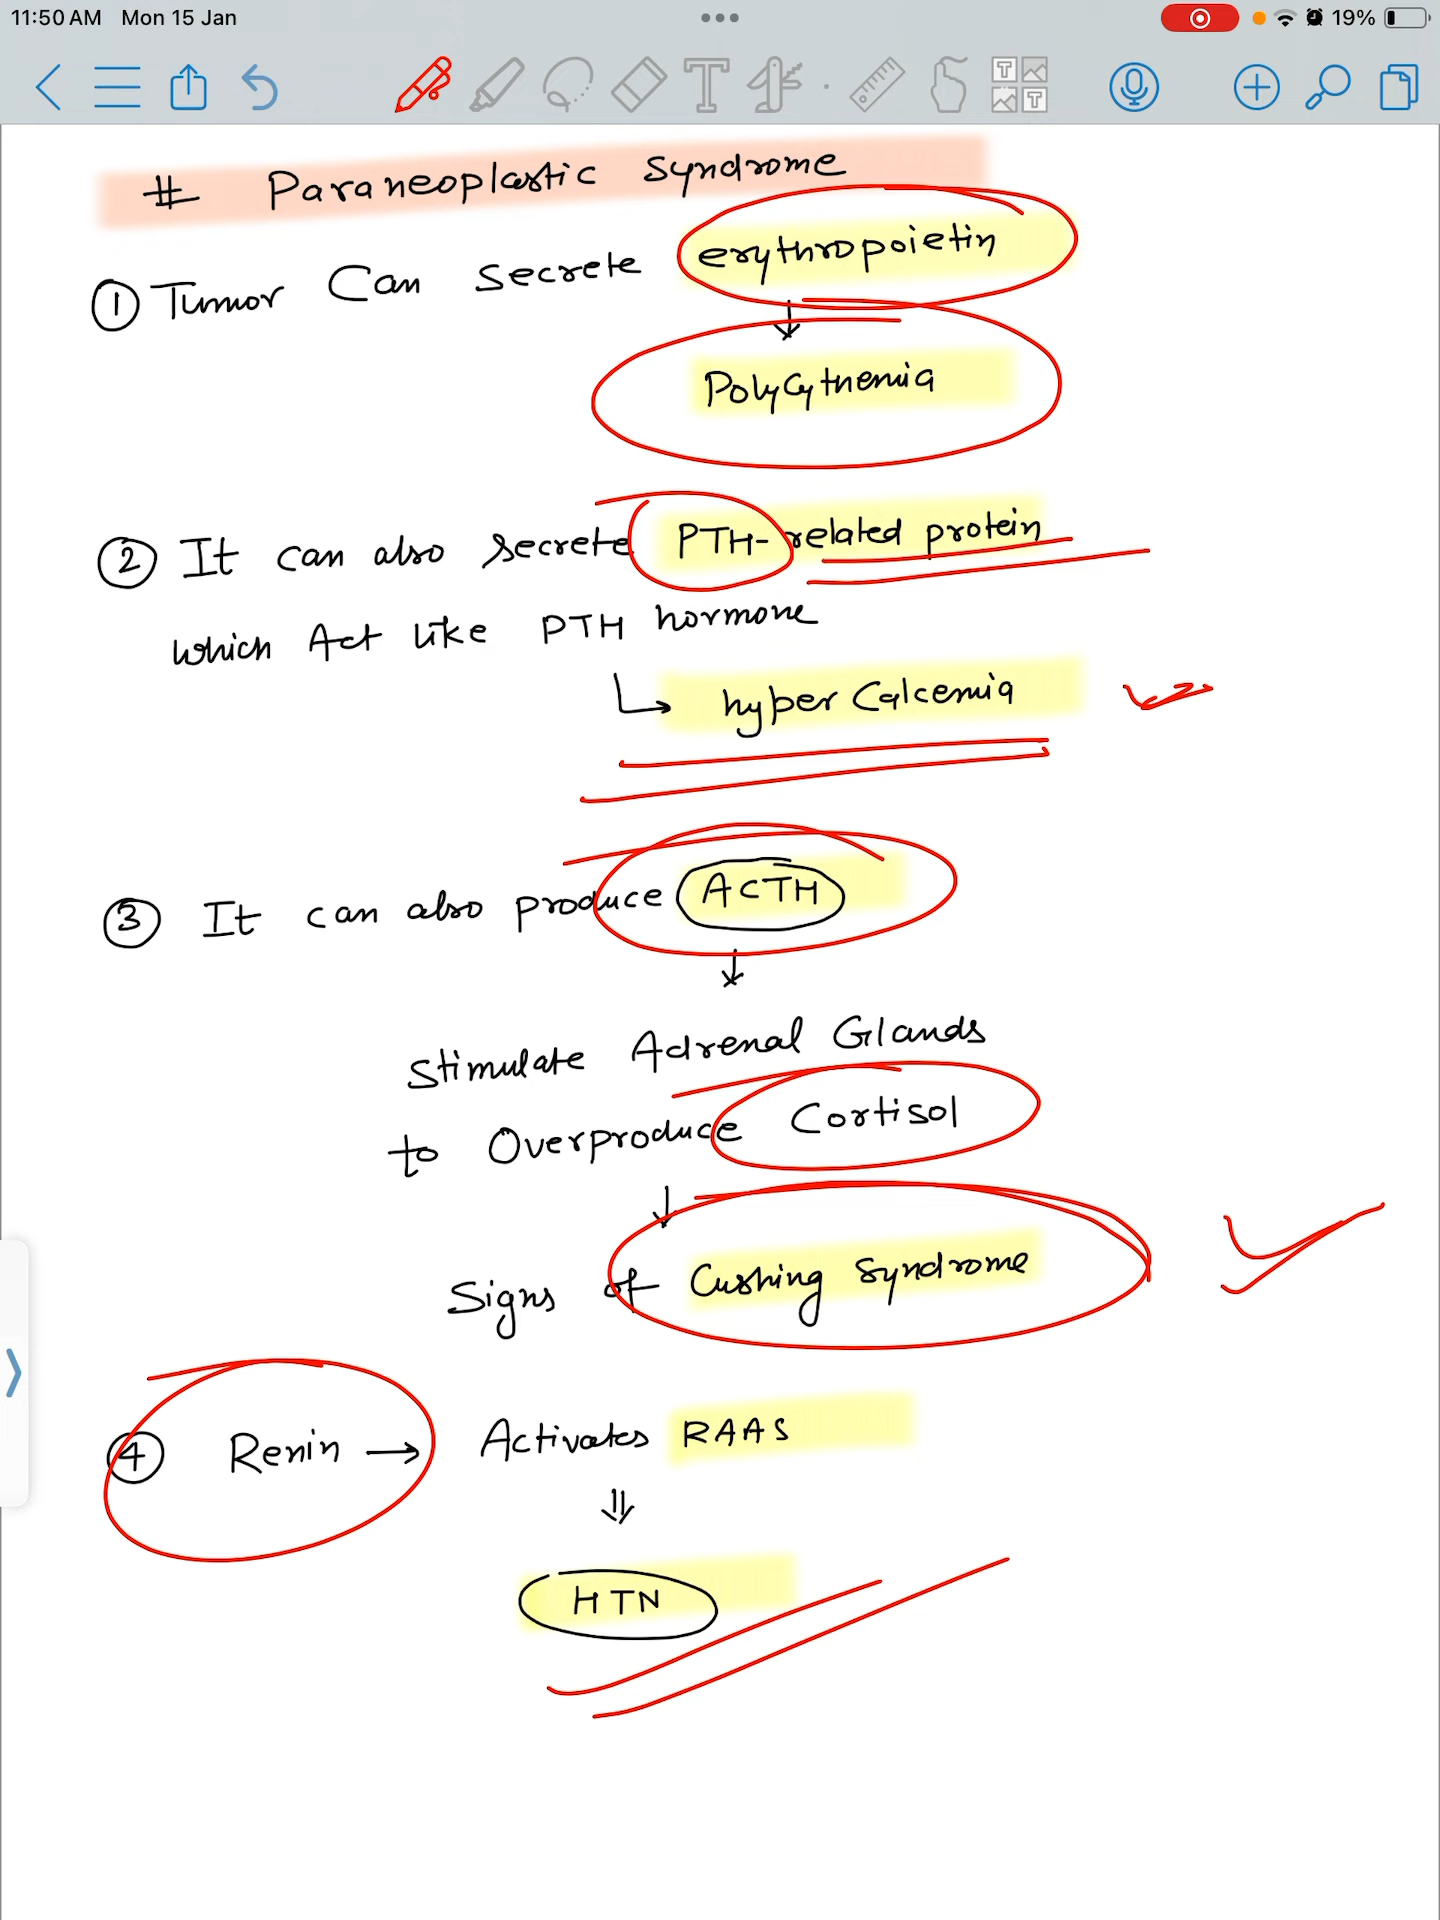 11:50 AM Mon 15 Jan
19%
# Paraneoplastic Syndrome
① Tumor Can secrete erythropoietin
↓
Polycythemia
② It can also secrete PTH-related protein
which Act like PTH hormone
↳ hyper Calcemia
③ It can also produce ACTH
↓
Stimulate Adrenal Glands
to Overproduce Cortisol
↓
Signs of Cushing Syndrome
④ Renin → Activates RAAS
⇓
HTN